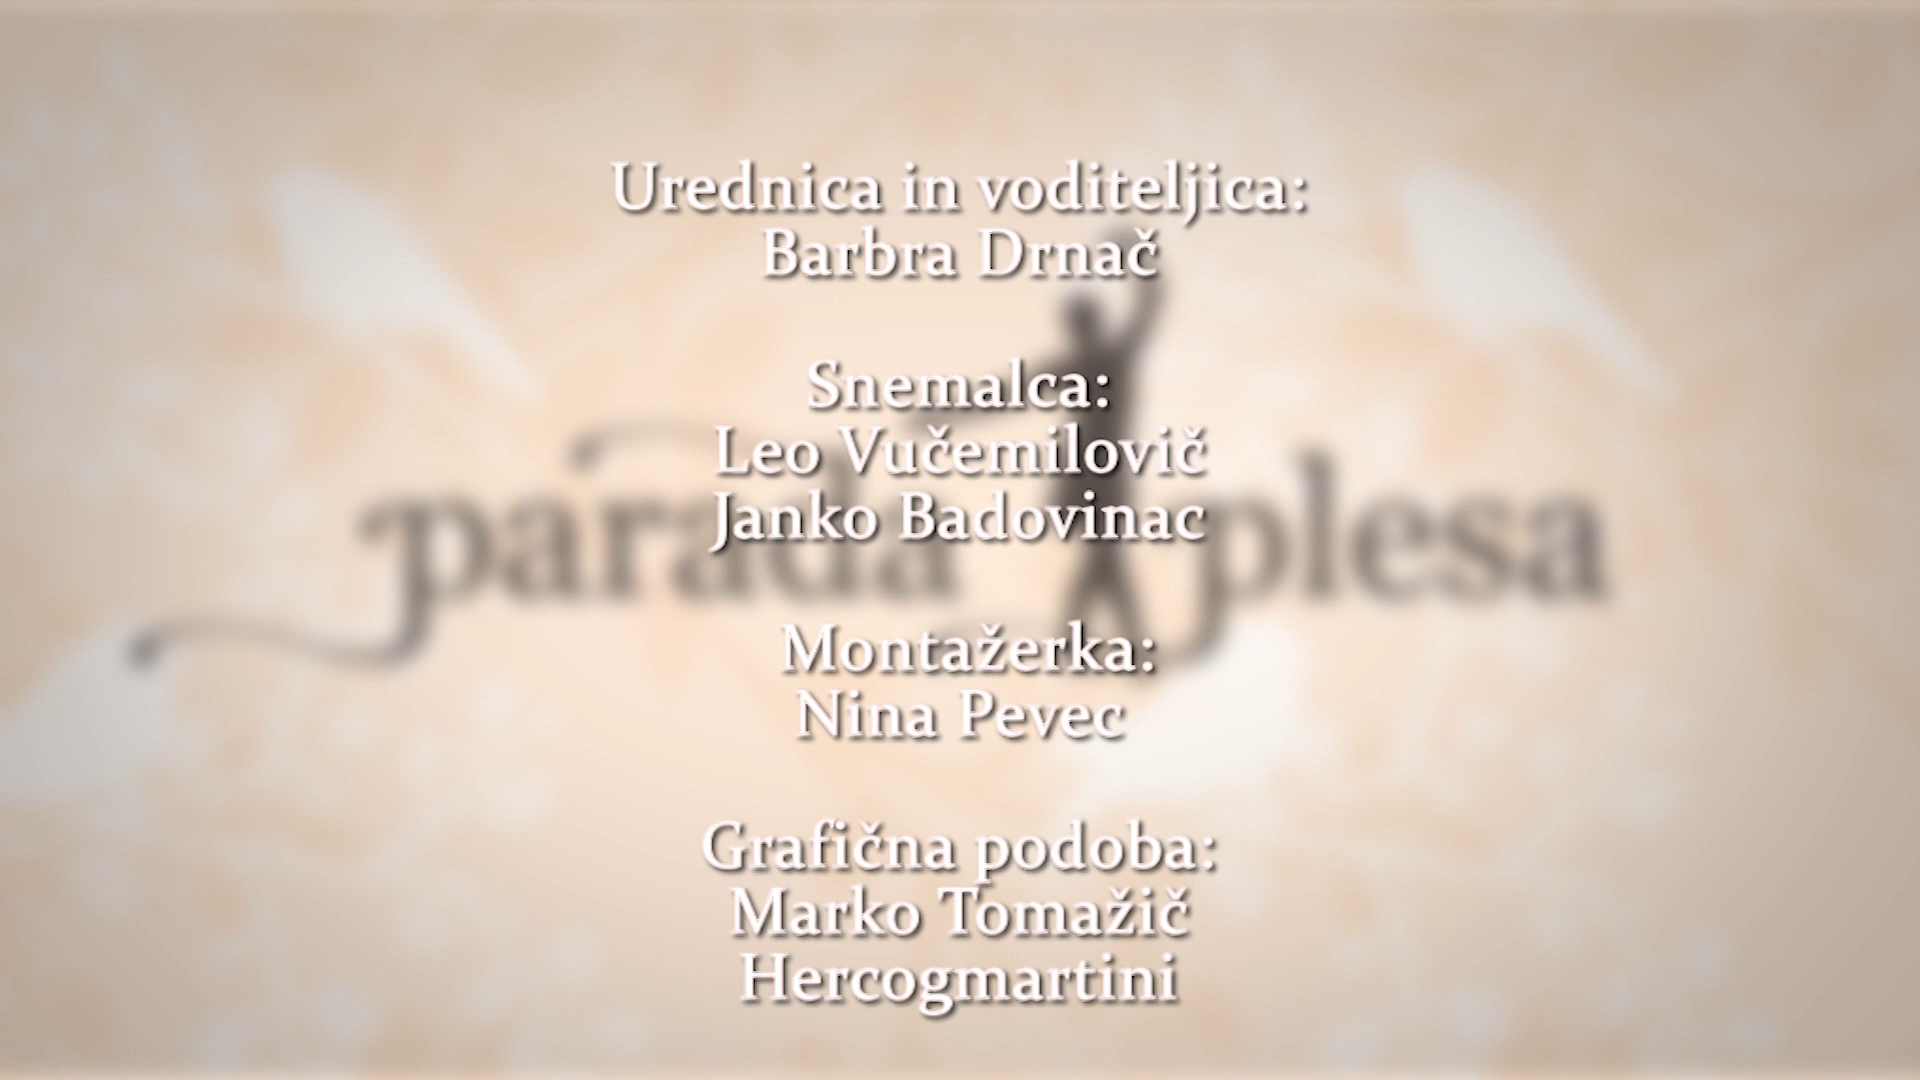 Urednica in voditeljica:
Barbra Drnač
Snemalca:
Leo Vučemilovič
Janko Badovinac
parada plesa
Montažerka:
Nina Pevec
Grafična podoba:
Marko Tomažič
Hercogmartini